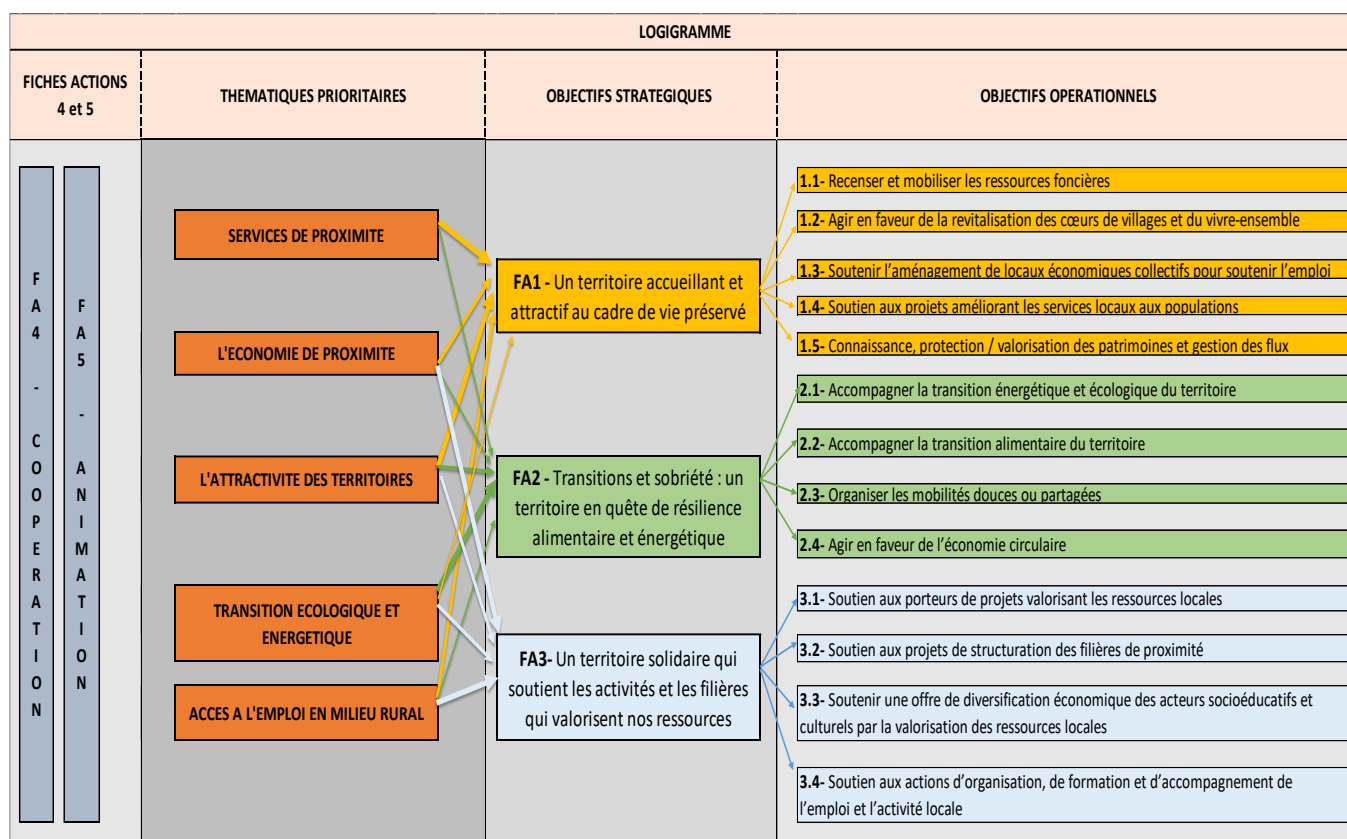 LOGIGRAMME
FICHES ACTIONS
4 et 5
THEMATIQUES PRIORITAIRES
OBJECTIFS STRATEGIQUES
OBJECTIFS OPERATIONNELS
FA4 - COOPERATION
FA5 - ANIMATION
SERVICES DE PROXIMITE
L'ECONOMIE DE PROXIMITE
L'ATTRACTIVITE DES TERRITOIRES
TRANSITION ECOLOGIQUE ET
ENERGETIQUE
ACCES A L'EMPLOI EN MILIEU RURAL
FA1 - Un territoire accueillant et
attractif au cadre de vie préservé
FA2 - Transitions et sobriété : un
territoire en quête de résilience
alimentaire et énergétique
FA3- Un territoire solidaire qui
soutient les activités et les filières
qui valorisent nos ressources
1.1- Recenser et mobiliser les ressources foncières
1.2- Agir en faveur de la revitalisation des cœurs de villages et du vivre-ensemble
1.3- Soutenir l’aménagement de locaux économiques collectifs pour soutenir l’emploi
1.4- Soutien aux projets améliorant les services locaux aux populations
1.5- Connaissance, protection / valorisation des patrimoines et gestion des flux
2.1- Accompagner la transition énergétique et écologique du territoire
2.2- Accompagner la transition alimentaire du territoire
2.3- Organiser les mobilités douces ou partagées
2.4- Agir en faveur de l’économie circulaire
3.1- Soutien aux porteurs de projets valorisant les ressources locales
3.2- Soutien aux projets de structuration des filières de proximité
3.3- Soutenir une offre de diversification économique des acteurs socioéducatifs et
culturels par la valorisation des ressources locales
3.4- Soutien aux actions d’organisation, de formation et d’accompagnement de
l’emploi et l’activité locale